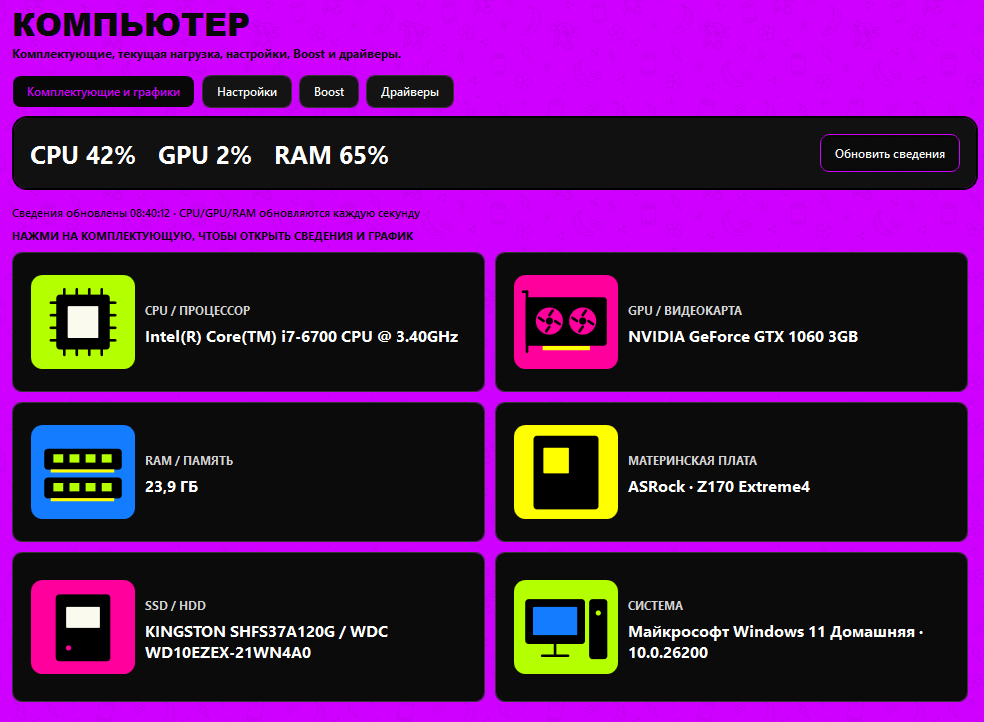 КОМПЬЮТЕР
Комплектующие, текущая нагрузка, настройки, Boost и драйверы.
Комплектующие и графики
Настройки
Boost
Драйверы
CPU 42% GPU 2% RAM 65%
Обновить сведения
Сведения обновлены 08:40:12 · CPU/GPU/RAM обновляются каждую секунду
НАЖМИ НА КОМПЛЕКТУЮЩУЮ, ЧТОБЫ ОТКРЫТЬ СВЕДЕНИЯ И ГРАФИК
CPU / ПРОЦЕССОР
Intel(R) Core(TM) i7-6700 CPU @ 3.40GHz
GPU / ВИДЕОКАРТА
NVIDIA GeForce GTX 1060 3GB
RAM / ПАМЯТЬ
23,9 ГБ
МАТЕРИНСКАЯ ПЛАТА
ASRock · Z170 Extreme4
SSD / HDD
KINGSTON SHFS37A120G / WDC
WD10EZEX-21WN4A0
СИСТЕМА
Майкрософт Windows 11 Домашняя ·
10.0.26200